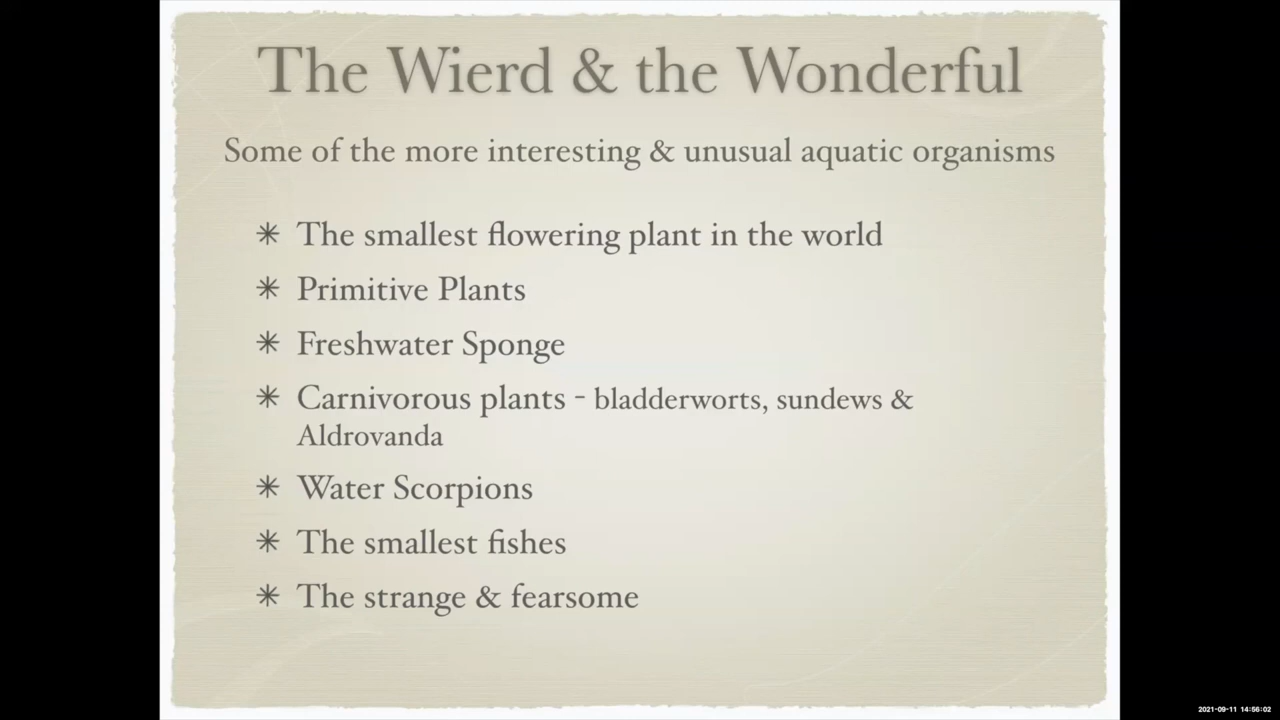 The Wierd & the Wonderful
Some of the more interesting & unusual aquatic organisms
✳ The smallest flowering plant in the world
✳ Primitive Plants
✳ Freshwater Sponge
✳ Carnivorous plants - bladderworts, sundews &
Aldrovanda
✳ Water Scorpions
✳ The smallest fishes
✳ The strange & fearsome
2021-09-11 14:56:02